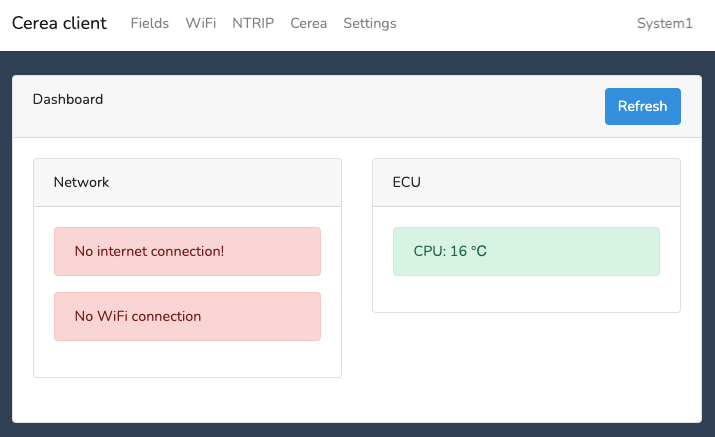 Cerea client Fields WiFi NTRIP Cerea Settings System1
Dashboard Refresh
Network
No internet connection!
No WiFi connection
ECU
CPU: 16 °C